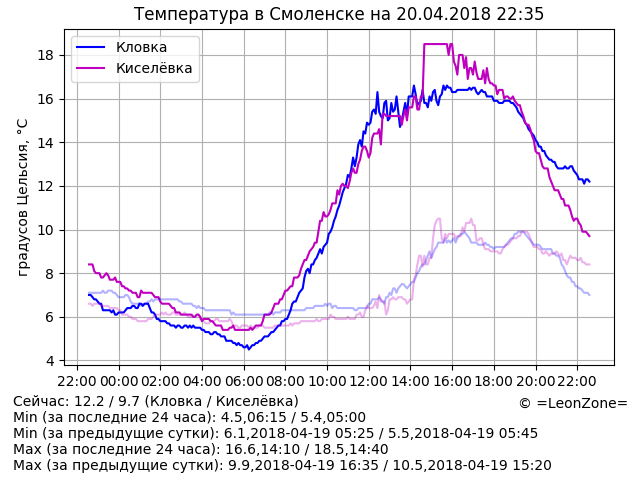 Температура в Смоленске на 20.04.2018 22:35
Кловка
Киселёвка
градусов Цельсия, °C
18
16
14
12
10
8
6
4
22:00 00:00 02:00 04:00 06:00 08:00 10:00 12:00 14:00 16:00 18:00 20:00 22:00
Сейчас: 12.2 / 9.7 (Кловка / Киселёвка)
© =LeonZone=
Min (за последние 24 часа): 4.5,06:15 / 5.4,05:00
Min (за предыдущие сутки): 6.1,2018-04-19 05:25 / 5.5,2018-04-19 05:45
Max (за последние 24 часа): 16.6,14:10 / 18.5,14:40
Max (за предыдущие сутки): 9.9,2018-04-19 16:35 / 10.5,2018-04-19 15:20